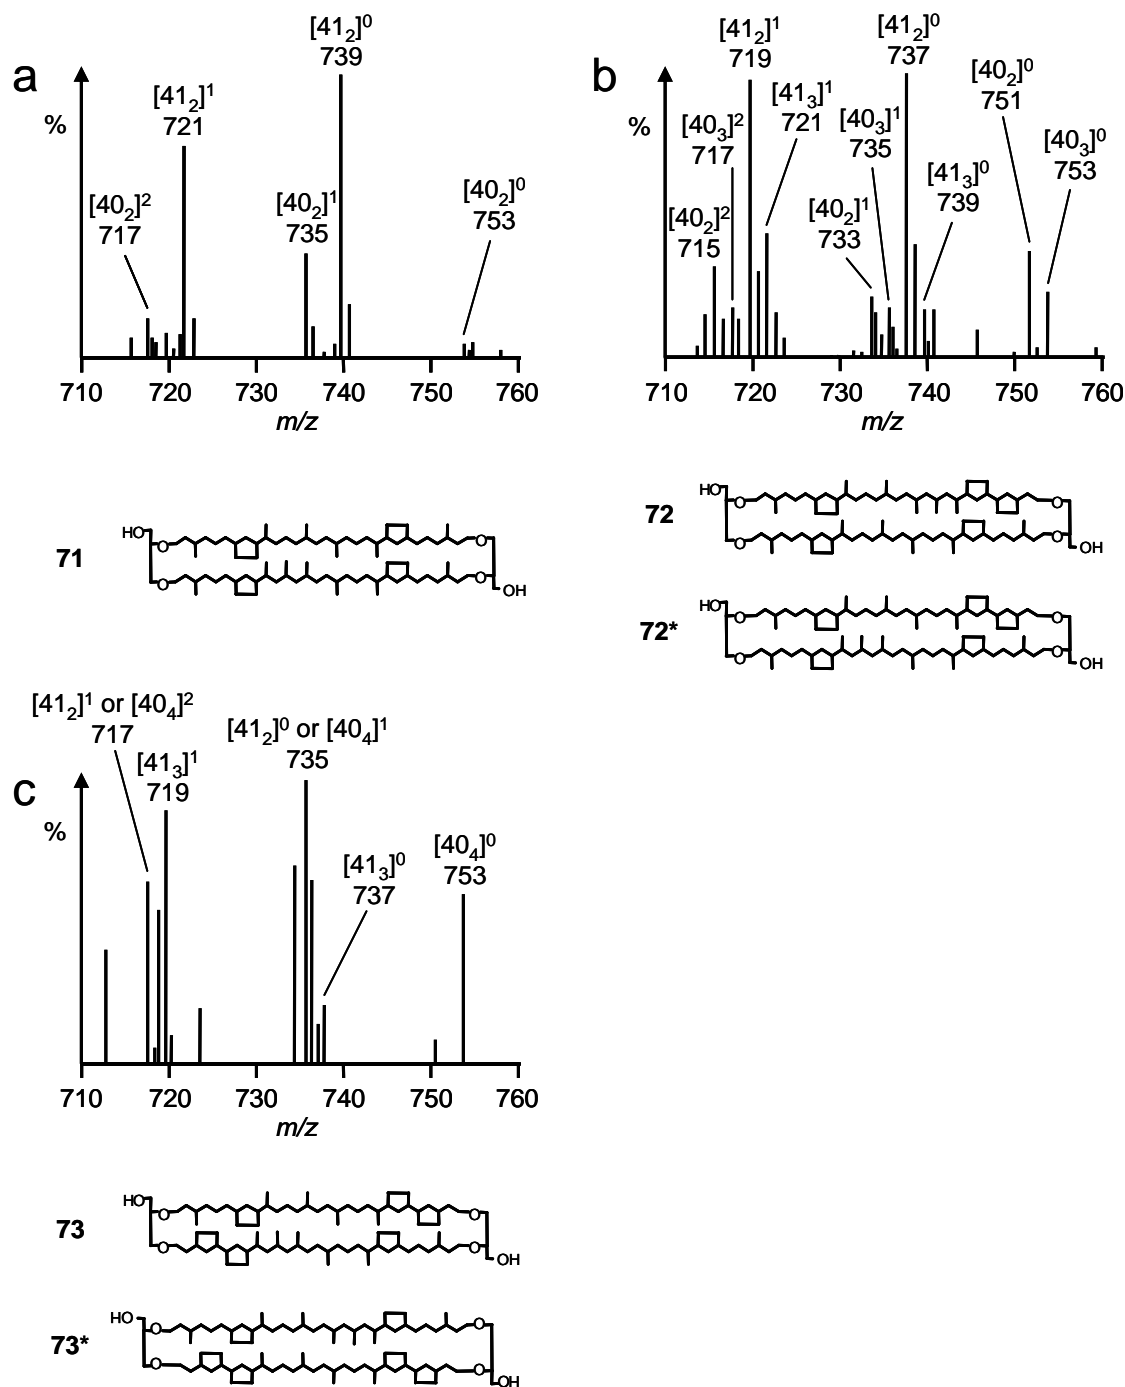 a
[41₂]⁰
739
[41₂]¹
721
%
[40₂]²
717
[40₂]¹
735
[40₂]⁰
753
710 720 730 740 750 760
m/z
b
[41₂]¹
719
[41₂]⁰
737
[40₂]⁰
751
[41₃]¹
721
[40₃]²
717
[40₃]¹
735
[40₃]⁰
753
%
[41₃]⁰
739
[40₂]²
715
[40₂]¹
733
710 720 730 740 750 760
m/z
71
HO
O O
O O
OH
72
HO
O O
O O
OH
72*
HO
O O
O O
OH
c
[41₂]¹ or [40₄]²
717
[41₃]¹
719
[41₂]⁰ or [40₄]¹
735
%
[41₃]⁰
737
[40₄]⁰
753
710 720 730 740 750 760
m/z
73
HO
O O
O O
OH
73*
HO
O O
O O
OH